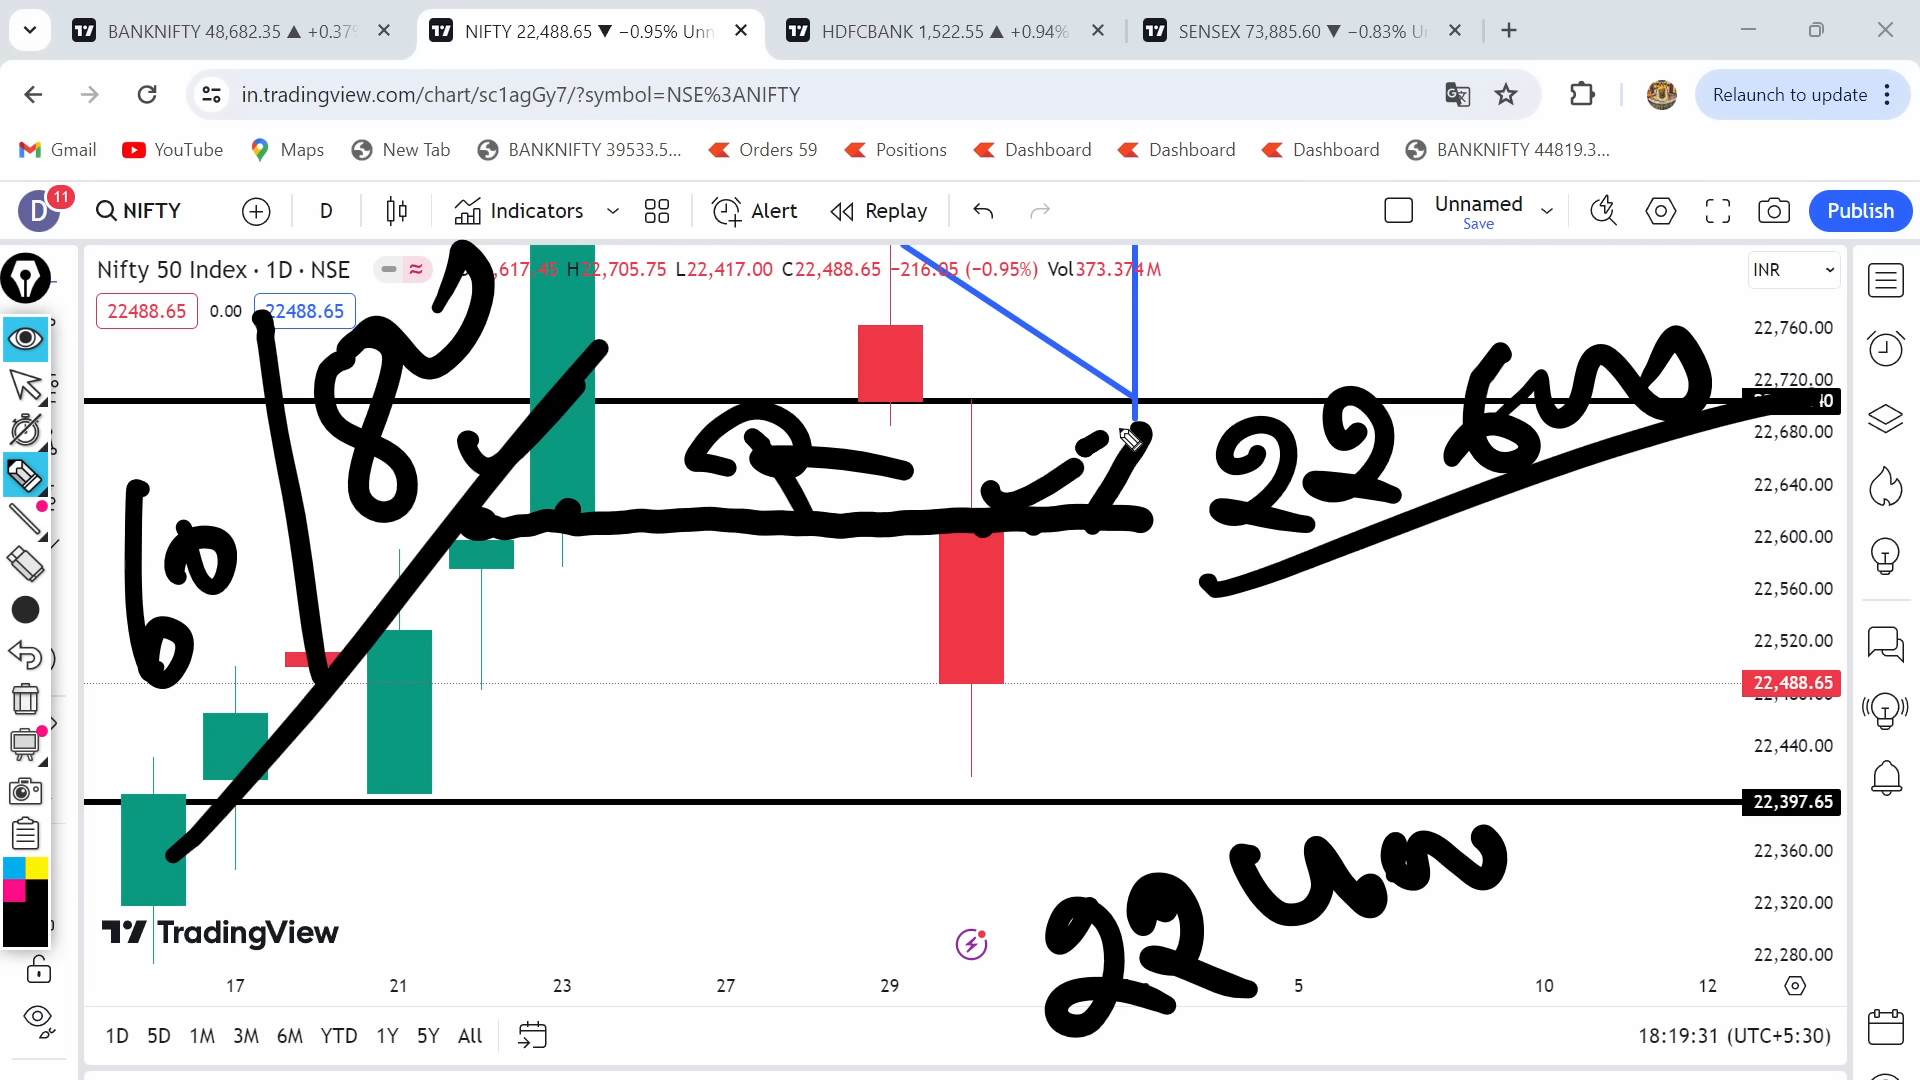 BANKNIFTY 48,682.35 ▲ +0.37%
NIFTY 22,488.65 ▼ −0.95% Unn
HDFCBANK 1,522.55 ▲ +0.94%
SENSEX 73,885.60 ▼ −0.83% U
in.tradingview.com/chart/sc1agGy7/?symbol=NSE%3ANIFTY
Relaunch to update
Gmail
YouTube
Maps
New Tab
BANKNIFTY 39533.5...
Orders 59
Positions
Dashboard
Dashboard
Dashboard
BANKNIFTY 44819.3...
D
11
NIFTY
D
Indicators
Alert
Replay
Unnamed
Save
Publish
Nifty 50 Index · 1D · NSE
,617.45 H22,705.75 L22,417.00 C22,488.65 −216.05 (−0.95%) Vol373.374M
INR
22488.65
0.00
22488.65
22,760.00
22,720.00
40
22,680.00
22,640.00
22,600.00
22,560.00
22,520.00
22,488.65
22,440.00
22,397.65
22,360.00
22,320.00
22,280.00
60
22
22
TradingView
17
21
23
27
29
5
10
12
1D
5D
1M
3M
6M
YTD
1Y
5Y
All
18:19:31 (UTC+5:30)